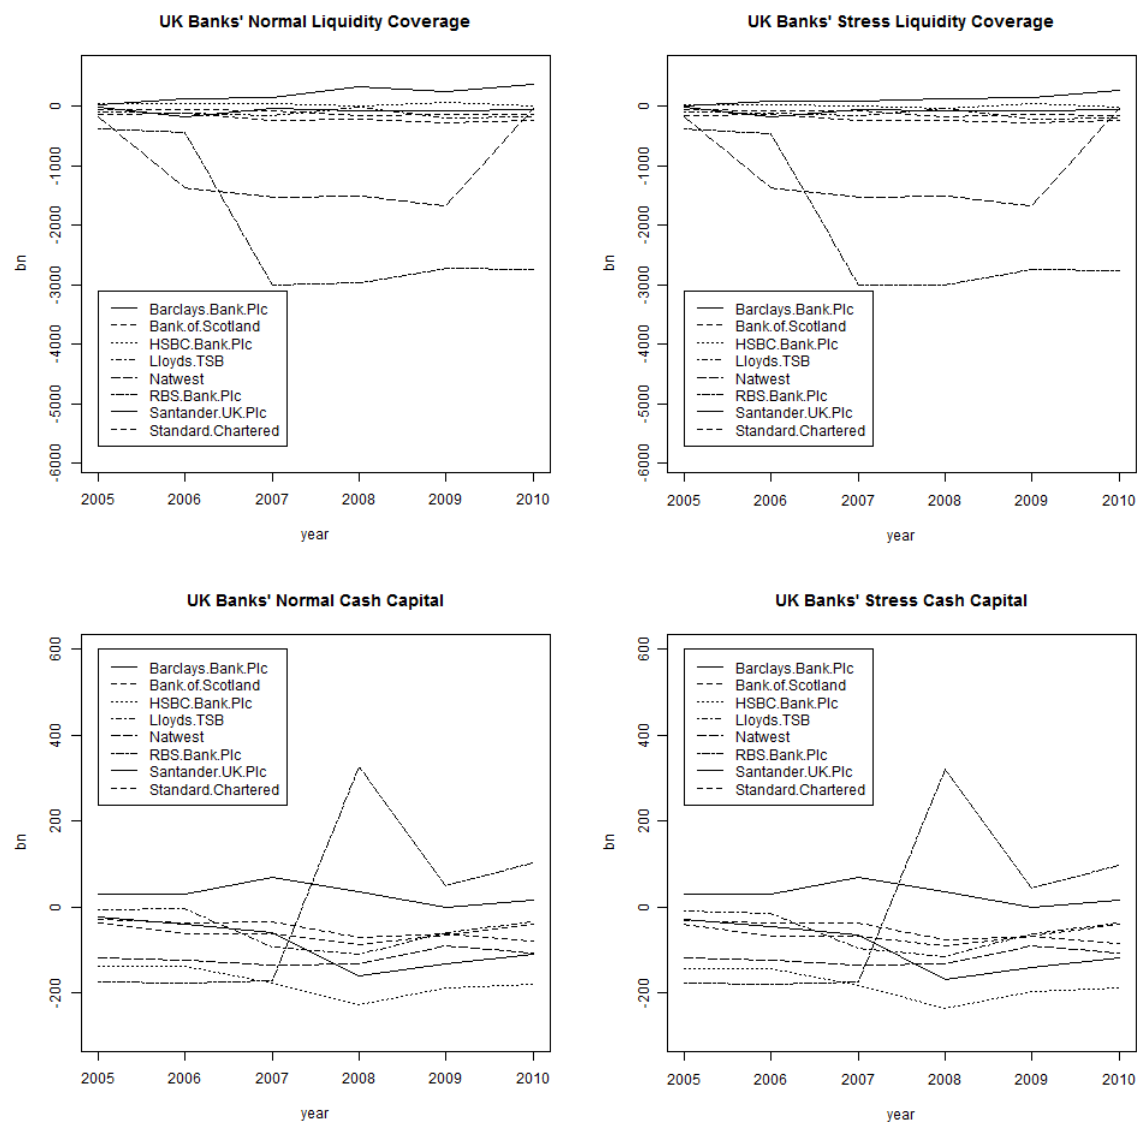 UK Banks' Normal Liquidity Coverage
bn
0
-1000
-2000
-3000
-4000
-5000
-6000
Barclays.Bank.Plc
Bank.of.Scotland
HSBC.Bank.Plc
Lloyds.TSB
Natwest
RBS.Bank.Plc
Santander.UK.Plc
Standard.Chartered
2005 2006 2007 2008 2009 2010
year
UK Banks' Stress Liquidity Coverage
bn
0
-1000
-2000
-3000
-4000
-5000
-6000
Barclays.Bank.Plc
Bank.of.Scotland
HSBC.Bank.Plc
Lloyds.TSB
Natwest
RBS.Bank.Plc
Santander.UK.Plc
Standard.Chartered
2005 2006 2007 2008 2009 2010
year
UK Banks' Normal Cash Capital
bn
600
400
200
0
-200
Barclays.Bank.Plc
Bank.of.Scotland
HSBC.Bank.Plc
Lloyds.TSB
Natwest
RBS.Bank.Plc
Santander.UK.Plc
Standard.Chartered
2005 2006 2007 2008 2009 2010
year
UK Banks' Stress Cash Capital
bn
600
400
200
0
-200
Barclays.Bank.Plc
Bank.of.Scotland
HSBC.Bank.Plc
Lloyds.TSB
Natwest
RBS.Bank.Plc
Santander.UK.Plc
Standard.Chartered
2005 2006 2007 2008 2009 2010
year